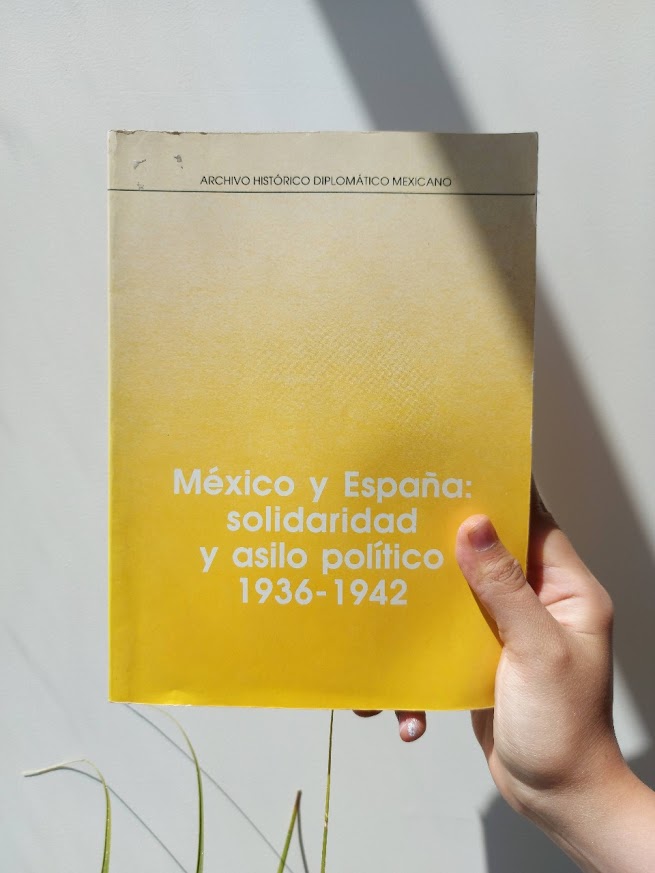 ARCHIVO HISTÓRICO DIPLOMÁTICO MEXICANO
México y España:
solidaridad
y asilo político
1936-1942